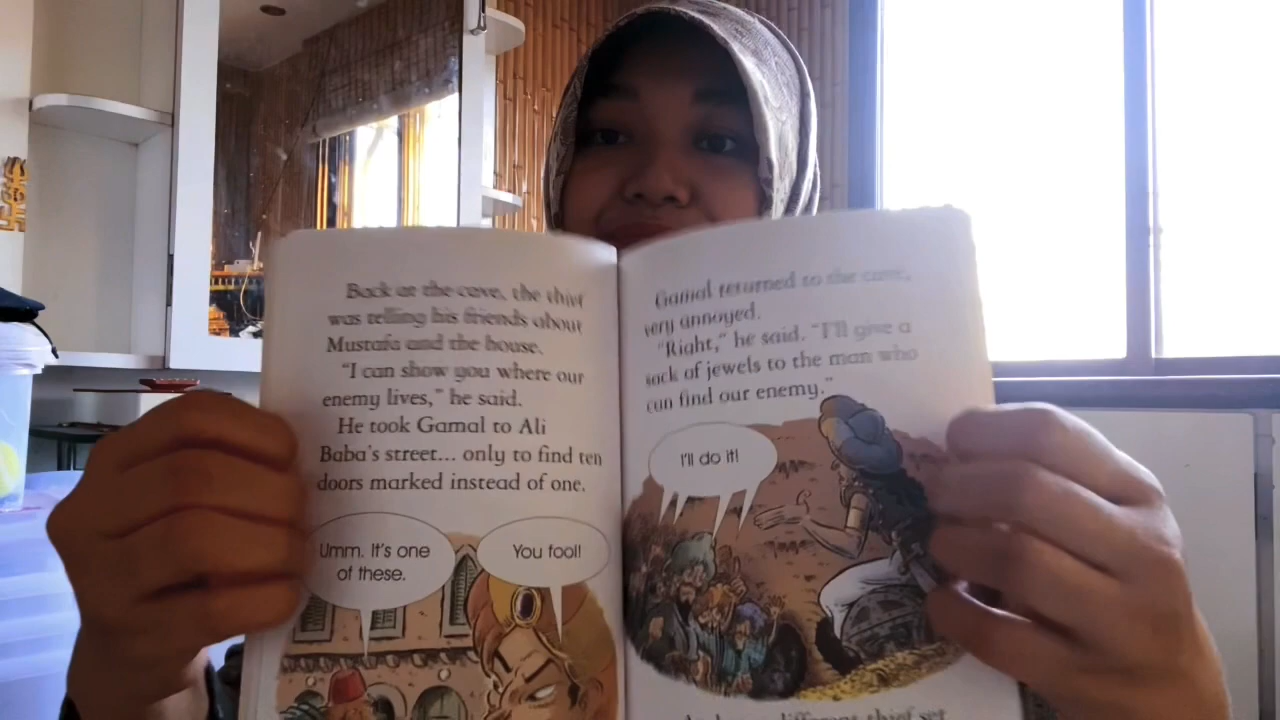 Back at the cave, the thief
was telling his friends about
Mustafa and the house.
"I can show you where our
enemy lives," he said.
He took Gamal to Ali
Baba's street... only to find ten
doors marked instead of one.
Umm. It's one
of these.
You fool!
Gamal returned to the cave,
very annoyed.
"Right," he said. "I'll give a
sack of jewels to the man who
can find our enemy."
I'll do it!
different thief set